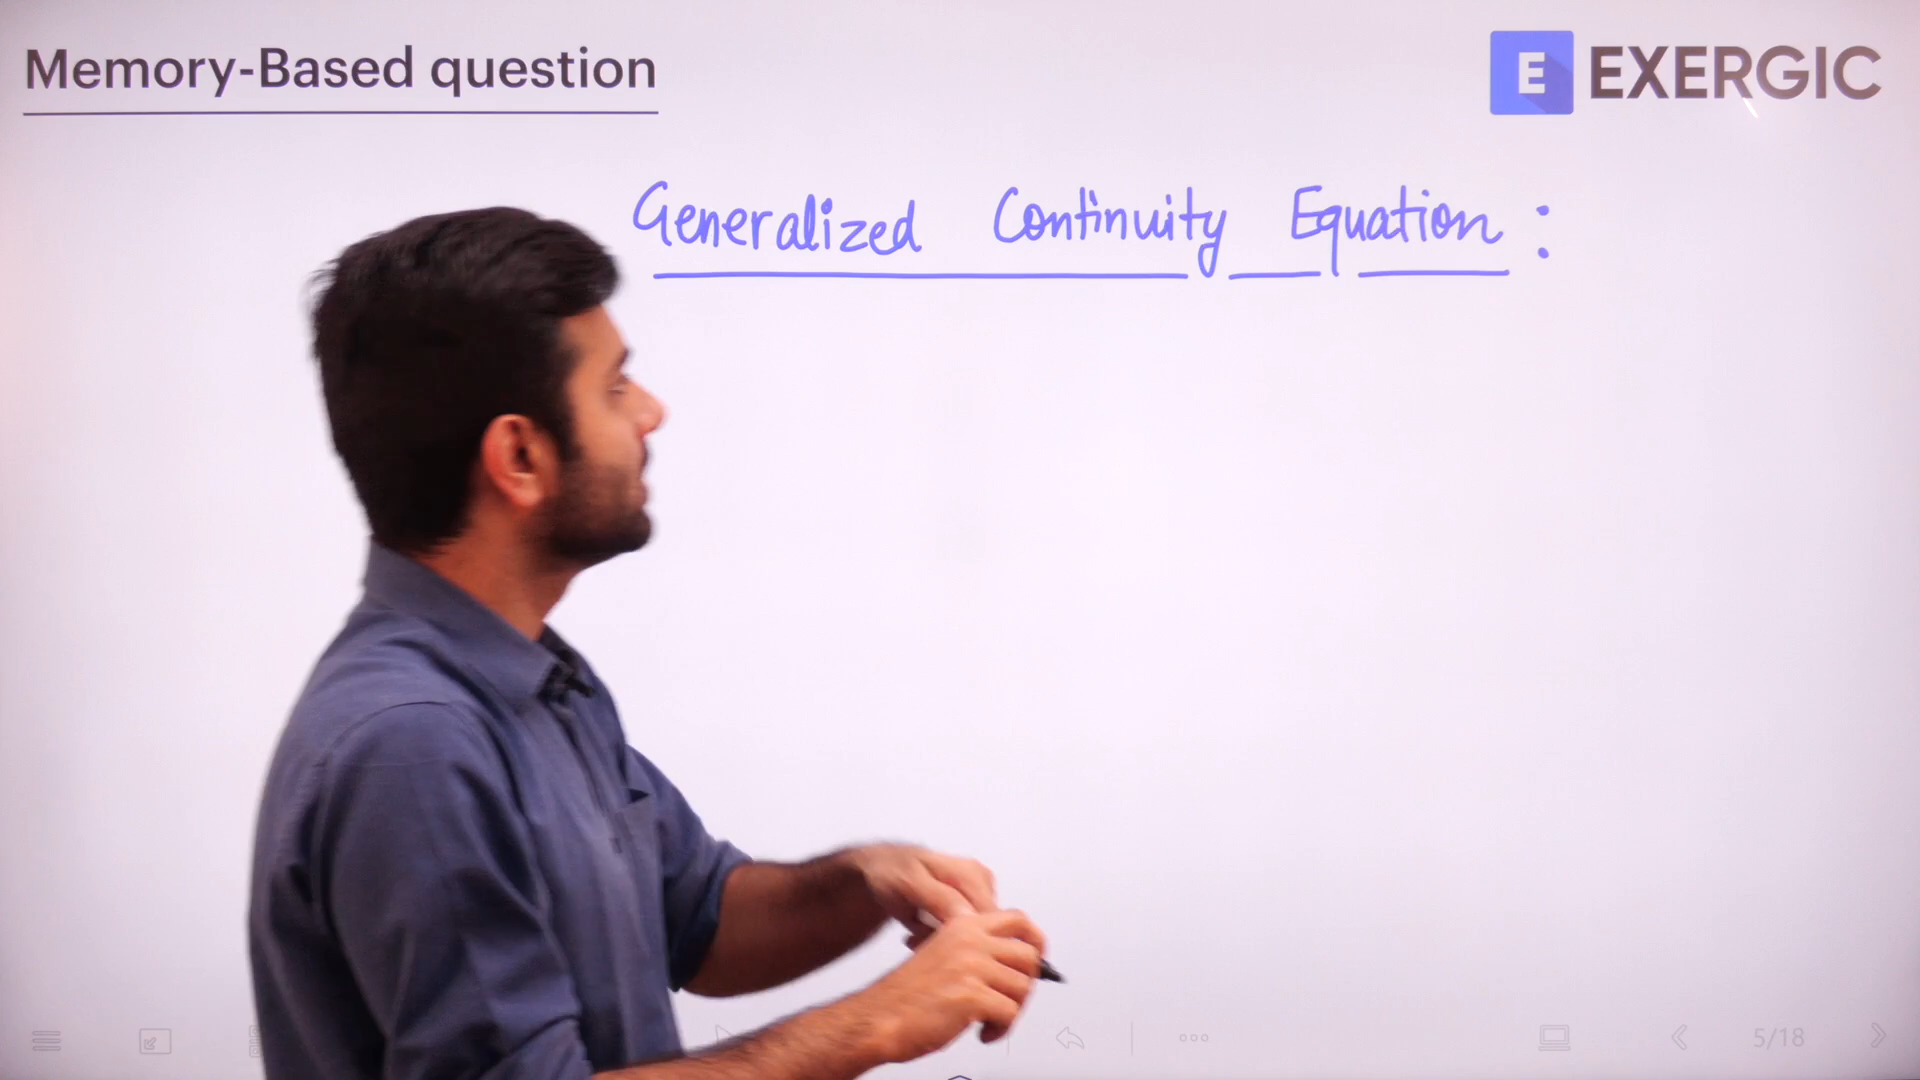 Memory-Based question
E EXERGIC
Generalized Continuity Equation :
5/18